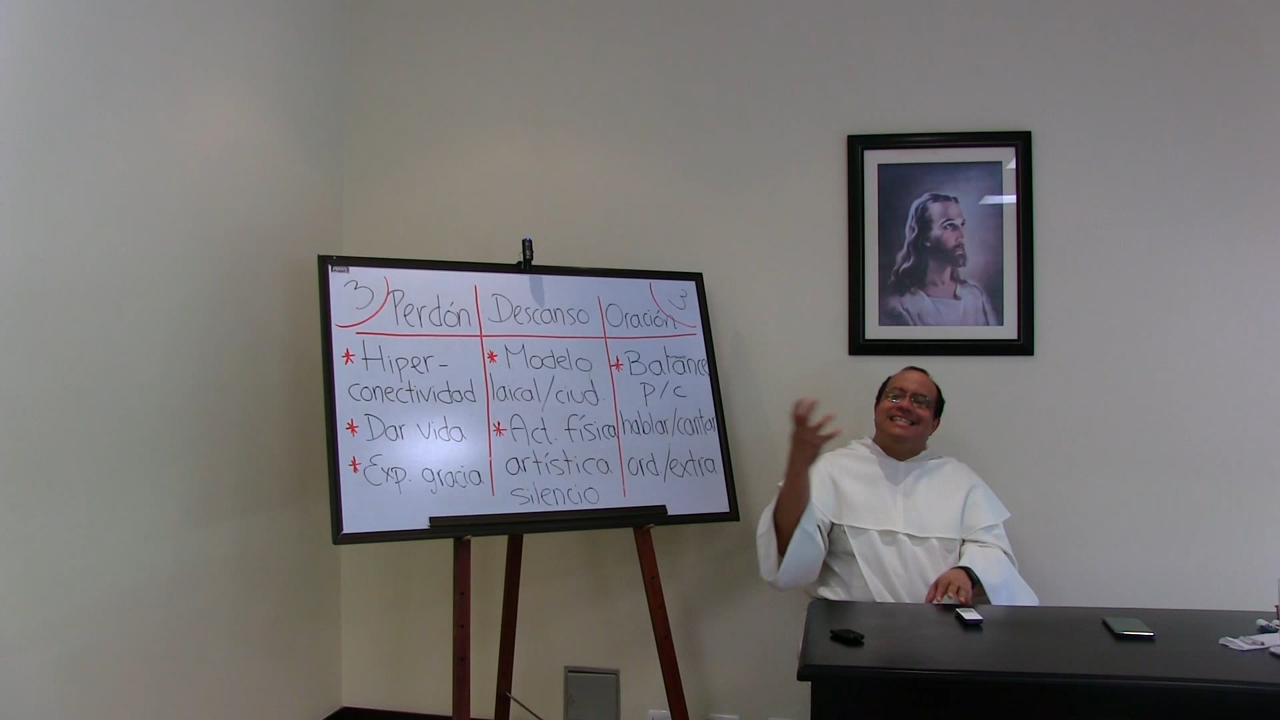 3 Perdón Descanso Oración 3
* Hiper-
conectividad
* Dar vida
* Exp. gracia
* Modelo
laical/ciud.
* Act. física
artística
silencio
* Balance
p/c
hablar/cantar
ord/extra